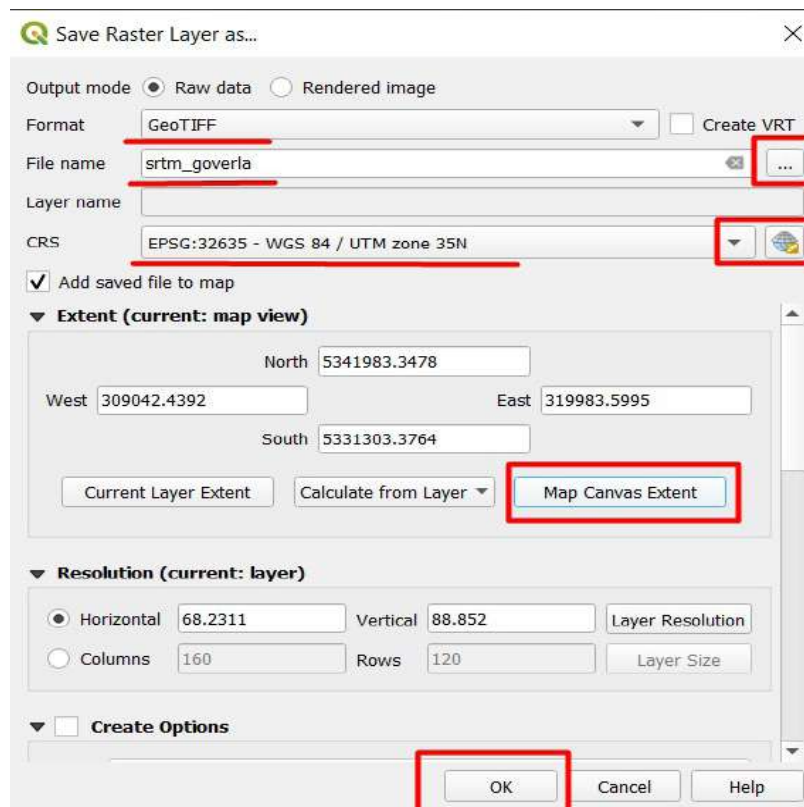 Save Raster Layer as...
Output mode Raw data Rendered image
Format GeoTIFF Create VRT
File name srtm_goverla ...
Layer name
CRS EPSG:32635 - WGS 84 / UTM zone 35N
Add saved file to map
Extent (current: map view)
North 5341983.3478
West 309042.4392 East 319983.5995
South 5331303.3764
Current Layer Extent Calculate from Layer Map Canvas Extent
Resolution (current: layer)
Horizontal 68.2311 Vertical 88.852 Layer Resolution
Columns 160 Rows 120 Layer Size
Create Options
OK Cancel Help